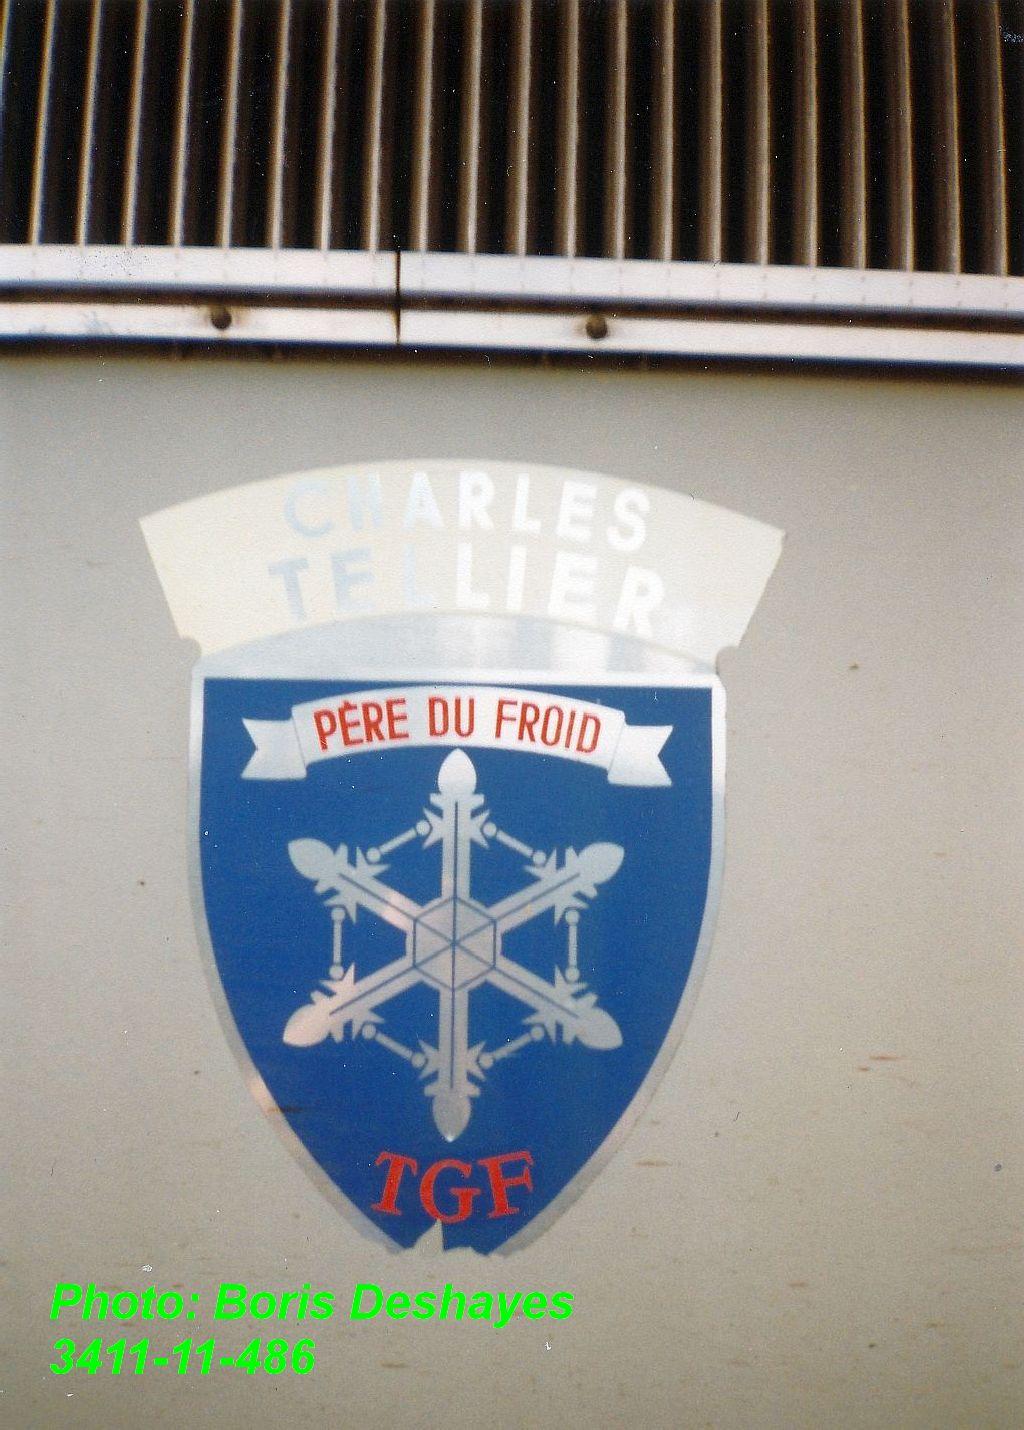 CHARLES
TELLIER
PÈRE DU FROID
TGF
Photo: Boris Deshayes
3411-11-486